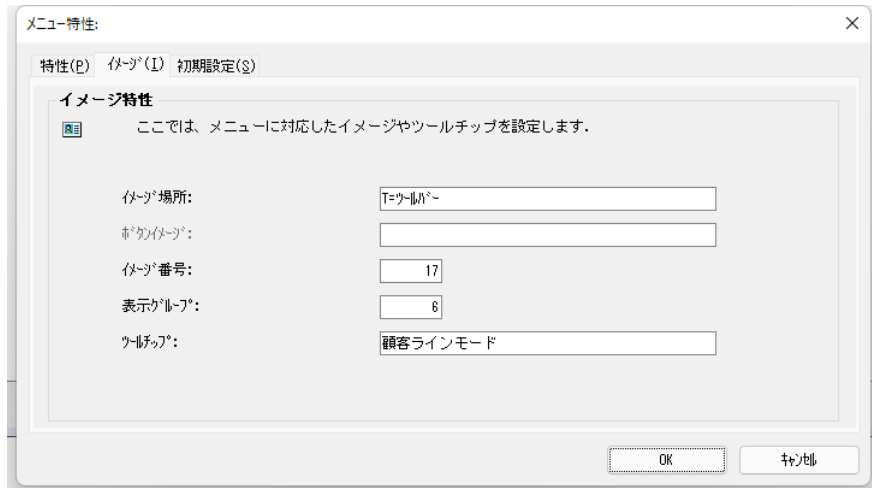 メニュー特性:
特性(P) ｲﾒｰｼﾞ(I) 初期設定(S)
イメージ特性
ここでは、メニューに対応したイメージやツールチップを設定します.
ｲﾒｰｼﾞ場所: T=ﾂｰﾙﾊﾞｰ
ﾎﾞﾀﾝｲﾒｰｼﾞ:
ｲﾒｰｼﾞ番号: 17
表示ｸﾞﾙｰﾌﾟ: 6
ﾂｰﾙﾁｯﾌﾟ: 顧客ラインモード
OK ｷｬﾝｾﾙ